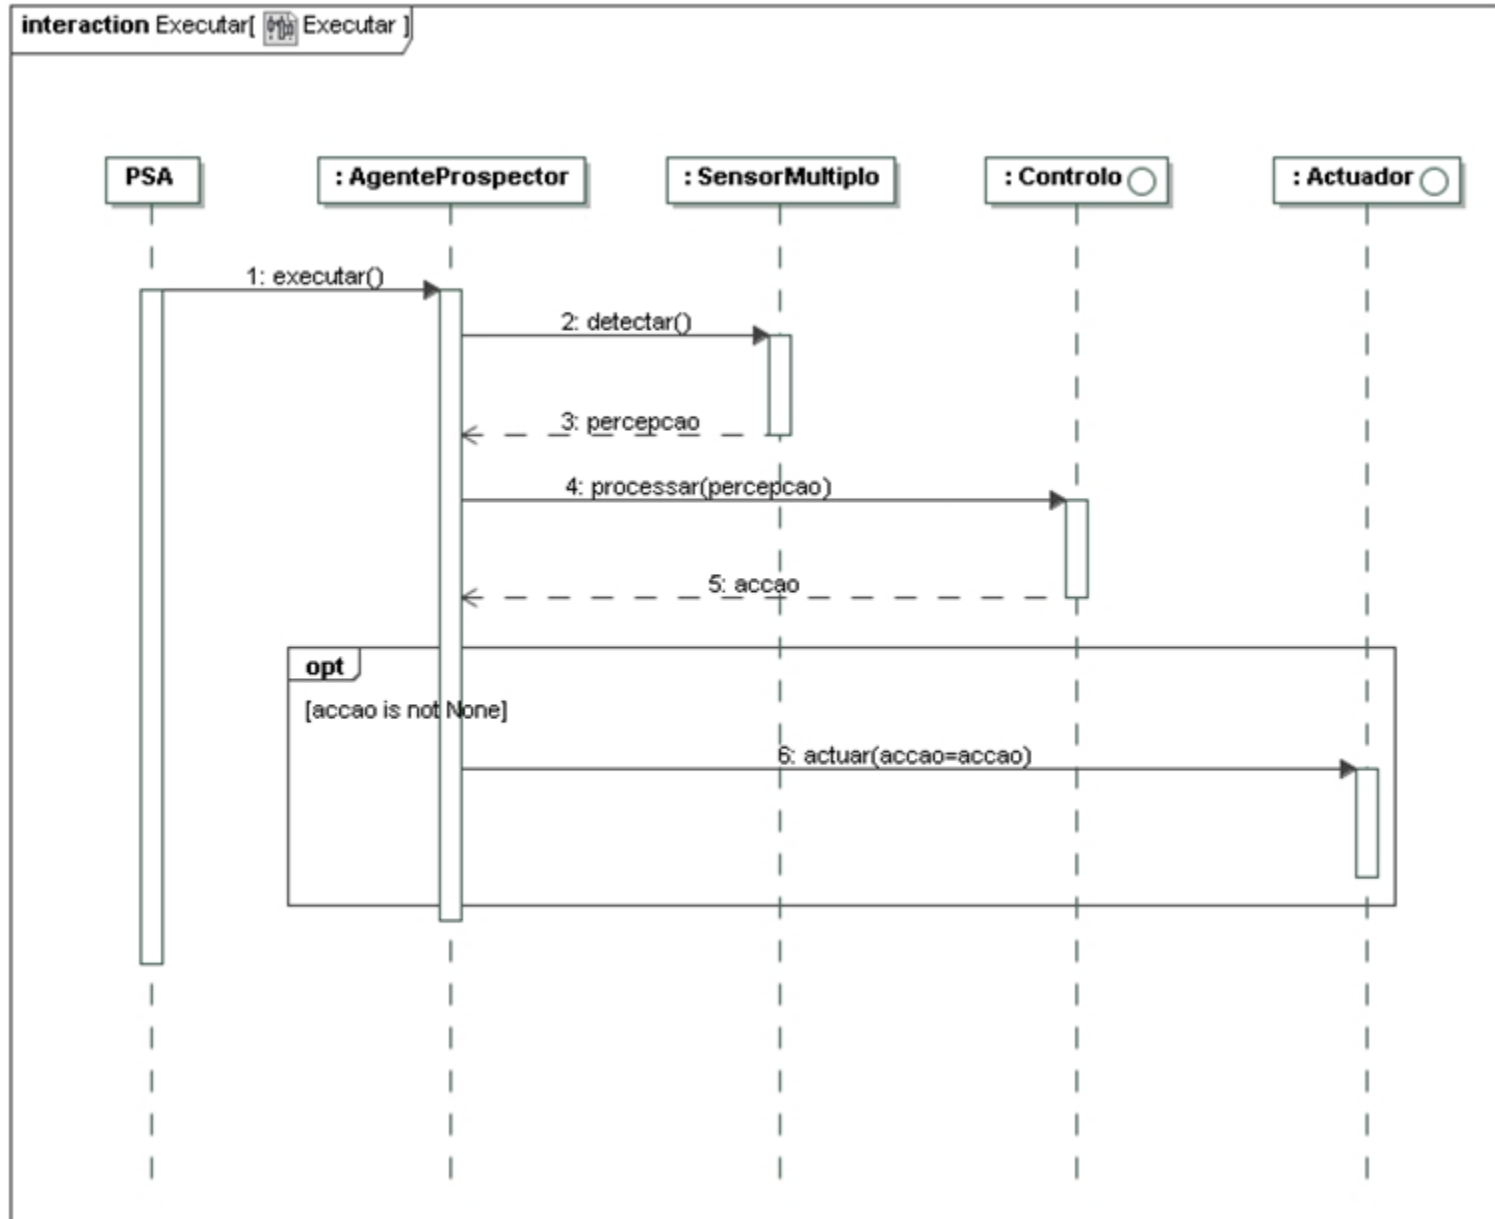 interaction Executar[ Executar ]
PSA
: AgenteProspector
: SensorMultiplo
: Controlo
: Actuador
1: executar()
2: detectar()
3: percepcao
4: processar(percepcao)
5: accao
opt
[accao is not None]
6: actuar(accao=accao)